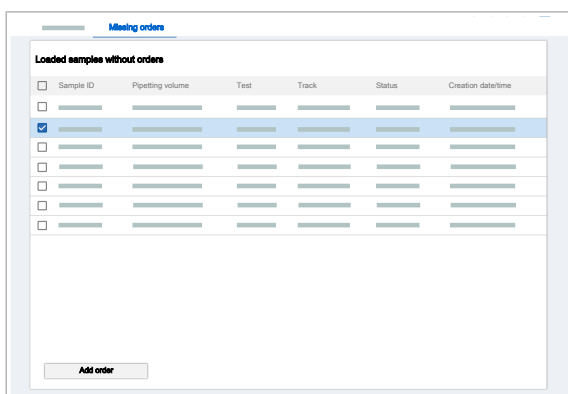 Missing orders
Loaded samples without orders
Sample ID Pipetting volume Test Track Status Creation date/time
Add order